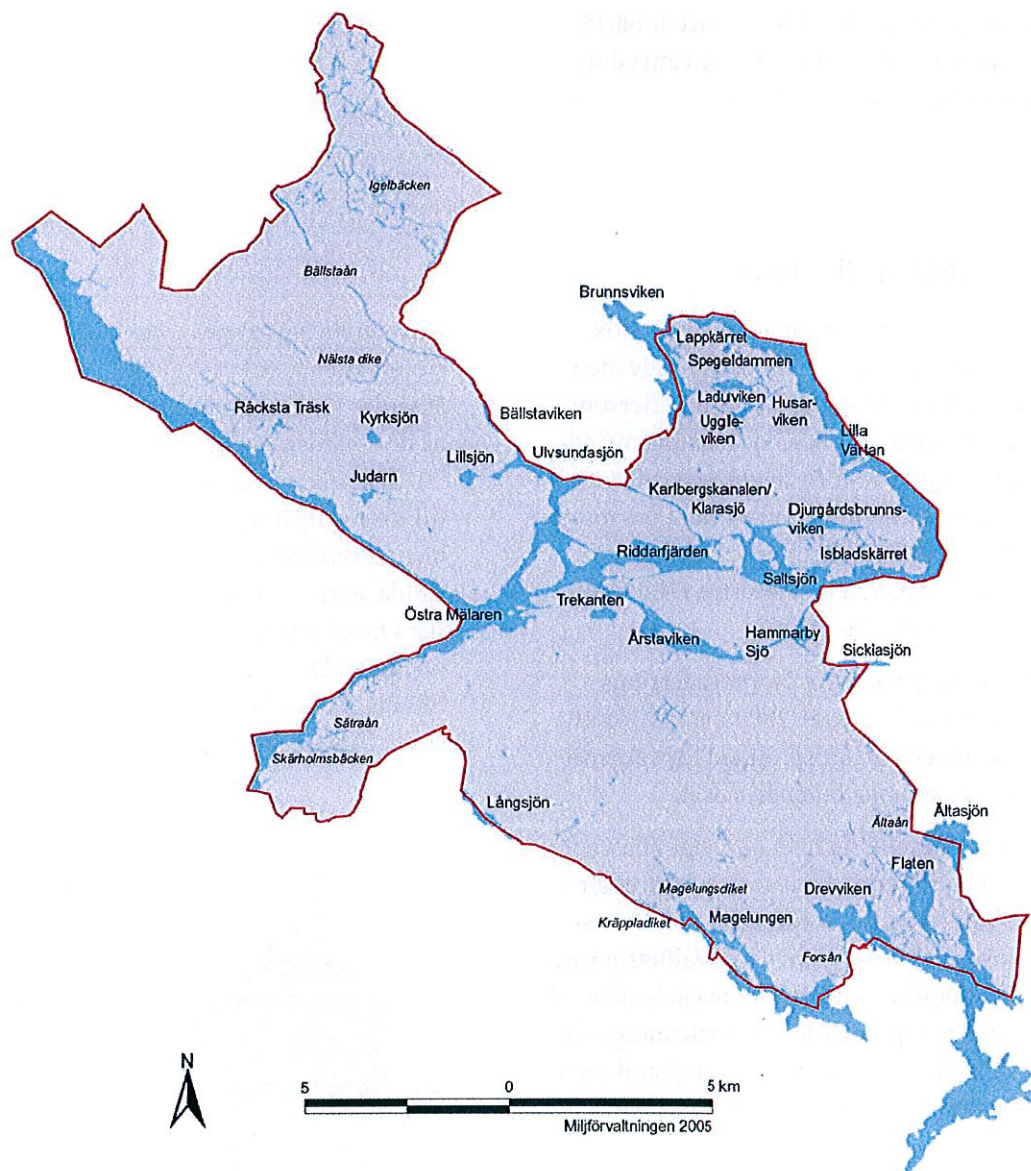 Igelbäcken
Bällstaån
Brunnsviken
Lappkärret
Spegeldammen
Nälsta dike
Laduviken
Husar-
viken
Råcksta Träsk
Kyrksjön
Bällstaviken
Uggle-
viken
Lilla
Värtan
Lillsjön
Ulvsundasjön
Judarn
Karlbergskanalen/
Klarasjö
Djurgårdsbrunns-
viken
Riddarfjärden
Isbladskärret
Saltsjön
Östra Mälaren
Trekanten
Årstaviken
Hammarby
Sjö
Sicklasjön
Sätraån
Skärholmsbäcken
Långsjön
Ältaån
Ältasjön
Flaten
Magelungsdiket
Drevviken
Kräppladiket
Magelungen
Forsån
N
5 0 5 km
Miljförvaltningen 2005